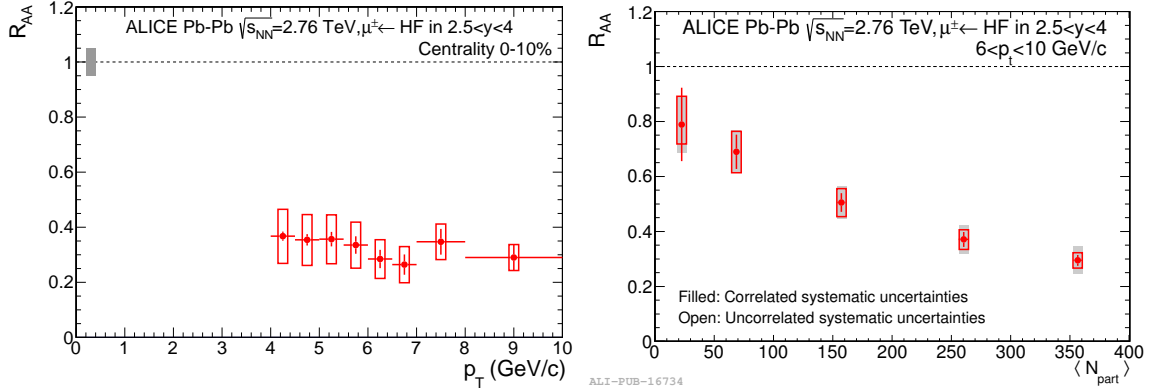 R_AA
ALICE Pb-Pb √s_NN=2.76 TeV,μ±← HF in 2.5<y<4
Centrality 0-10%
1.2
1
0.8
0.6
0.4
0.2
0
0 1 2 3 4 5 6 7 8 9 10
p_T (GeV/c)
R_AA
ALICE Pb-Pb √s_NN=2.76 TeV,μ±← HF in 2.5<y<4
6<p_t<10 GeV/c
1.2
1
0.8
0.6
0.4
0.2
0
Filled: Correlated systematic uncertainties
Open: Uncorrelated systematic uncertainties
0 50 100 150 200 250 300 350 400
⟨ N_part ⟩
ALI-PUB-16734